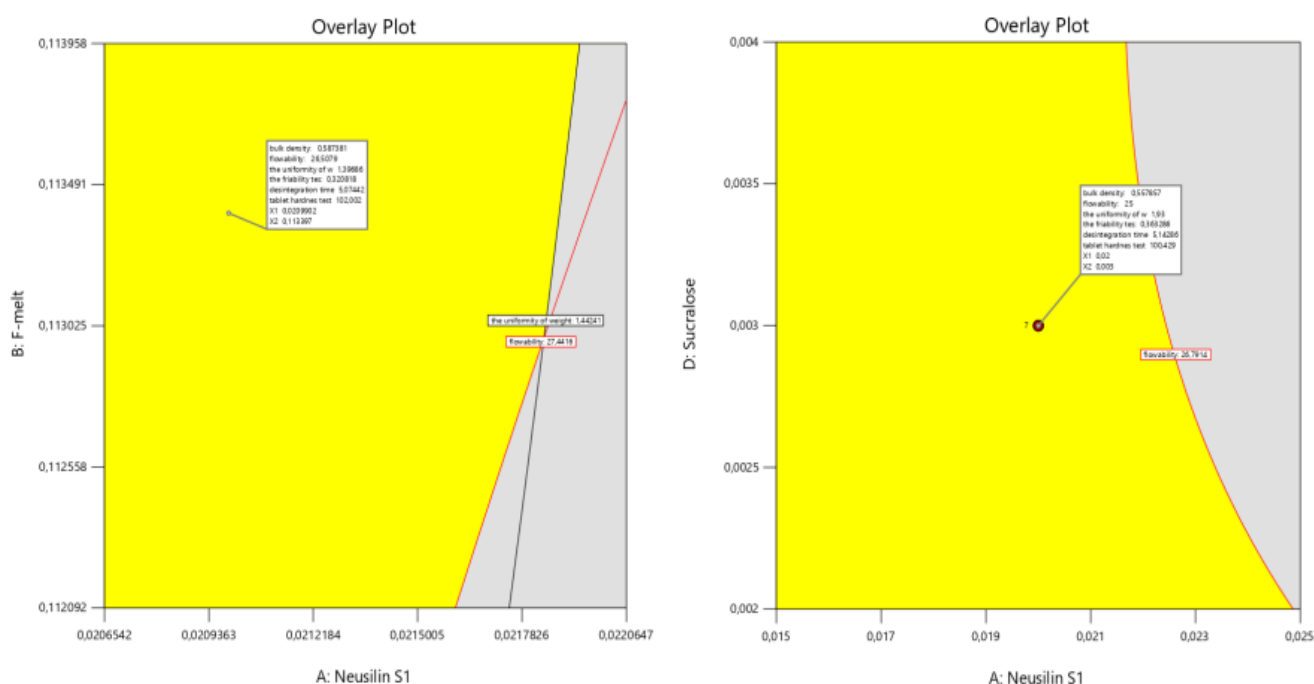 Overlay Plot
0,113958
0,113491
0,113025
0,112558
0,112092
B: F-melt
bulk density: 0,587381
flowability: 26,5079
the uniformity of w 1,39686
the friability tes: 0,320818
desintegration time 5,07442
tablet hardnes test 102,002
X1 0,0209902
X2 0,113397
the uniformity of weight: 1,44241
flowability: 27,4418
0,0206542
0,0209363
0,0212184
0,0215005
0,0217826
0,0220647
A: Neusilin S1
Overlay Plot
0,004
0,0035
0,003
0,0025
0,002
D: Sucralose
bulk density: 0,557857
flowability: 25
the uniformity of w 1,93
the friability tes: 0,363286
desintegration time 5,14286
tablet hardnes test 100,429
X1 0,02
X2 0,003
7
flowability: 26,7914
0,015
0,017
0,019
0,021
0,023
0,025
A: Neusilin S1